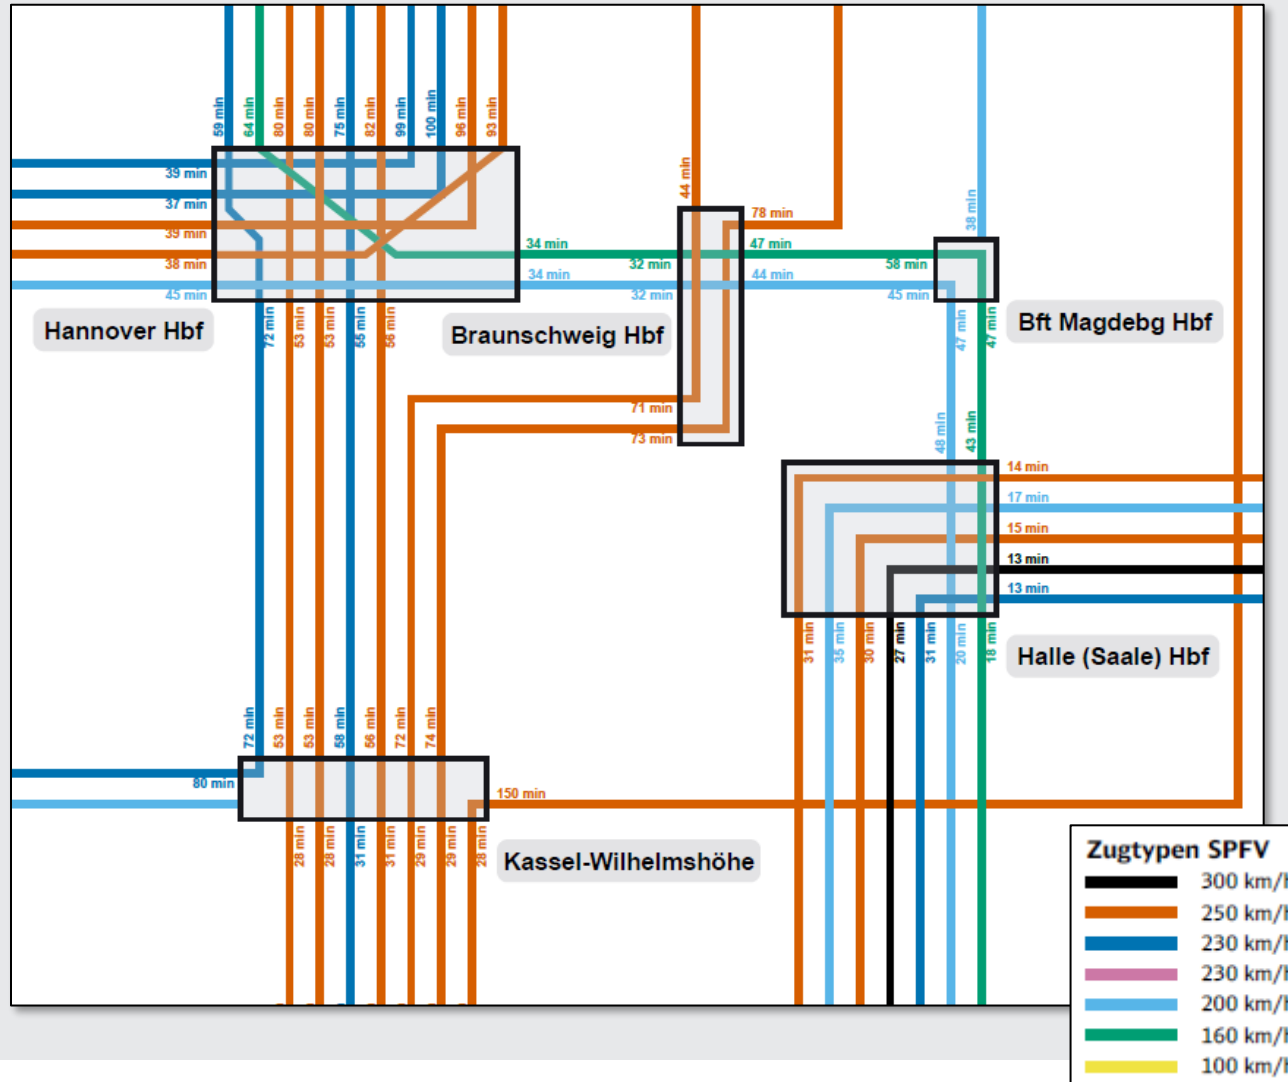 59 min
64 min
80 min
80 min
75 min
82 min
99 min
100 min
96 min
93 min
39 min
37 min
39 min
38 min
45 min
Hannover Hbf
72 min
53 min
53 min
55 min
56 min
34 min
34 min
44 min
78 min
32 min
47 min
32 min
44 min
Braunschweig Hbf
71 min
73 min
38 min
58 min
45 min
Bft Magdebg Hbf
47 min
47 min
48 min
43 min
14 min
17 min
15 min
13 min
13 min
31 min
35 min
30 min
27 min
31 min
20 min
18 min
Halle (Saale) Hbf
72 min
53 min
53 min
58 min
56 min
72 min
74 min
80 min
150 min
28 min
28 min
31 min
31 min
29 min
29 min
28 min
Kassel-Wilhelmshöhe
Zugtypen SPFV
300 km/h
250 km/h
230 km/h
230 km/h
200 km/h
160 km/h
100 km/h